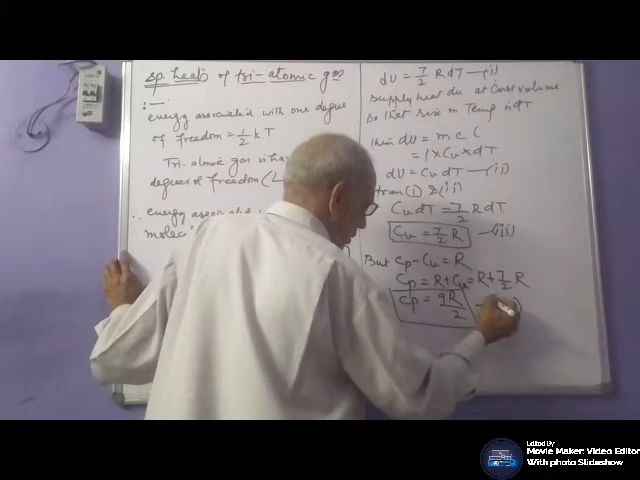 sp. heats of tri-atomic gas
:—
energy associated with one degree
of freedom = 1/2 kT
Tri-atomic gas
degrees of freedom (L
∴ energy associated
molec
dU = 7/2 R dT —(i)
supply heat du at const volume
so that rise in Temp is dT
then dU = m c (
= 1 × Cv × dT
dU = Cv dT —(ii)
from (i) & (ii)
Cv dT = 7/2 R dT
Cv = 7/2 R —(iii)
But Cp - Cv = R
Cp = R + Cv = R + 7/2 R
Cp = 9R/2 —
Edited By
Movie Maker: Video Editor
With photo Slideshow